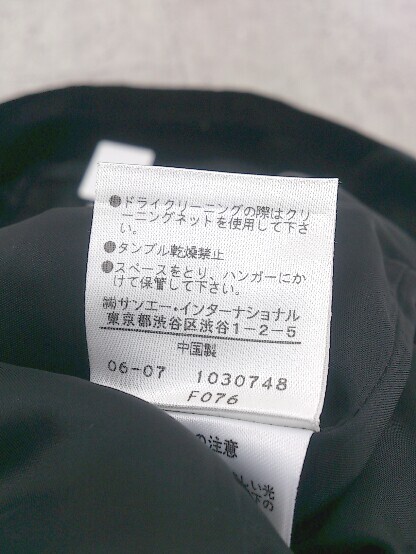 ●ドライクリーニングの際はクリ
ーニングネットを使用して下さ
い。
●タンブル乾燥禁止
●スペースをとり、ハンガーにか
けて保管して下さい。
㈱サンエー・インターナショナル
東京都渋谷区渋谷1-2-5
中国製
06-07 1030748
F076
の注意
い光
下の